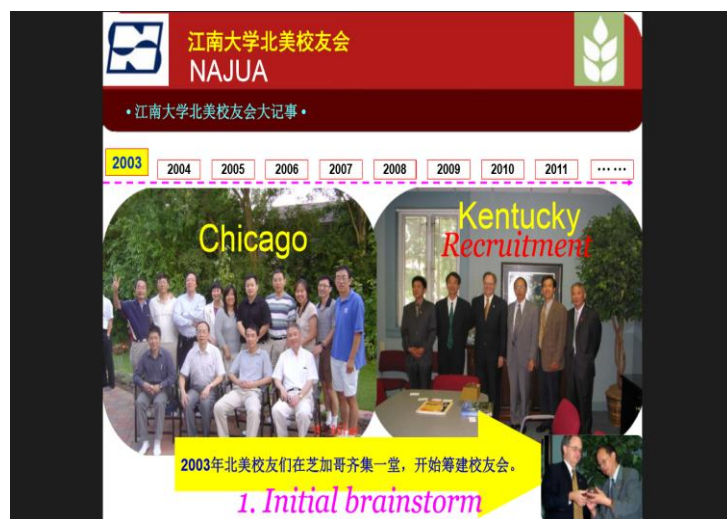 江南大学北美校友会
NAJUA
• 江南大学北美校友会大记事 •
2003
2004
2005
2006
2007
2008
2009
2010
2011
……
Chicago
Kentucky
Recruitment
2003年北美校友们在芝加哥齐集一堂，开始筹建校友会。
1. Initial brainstorm